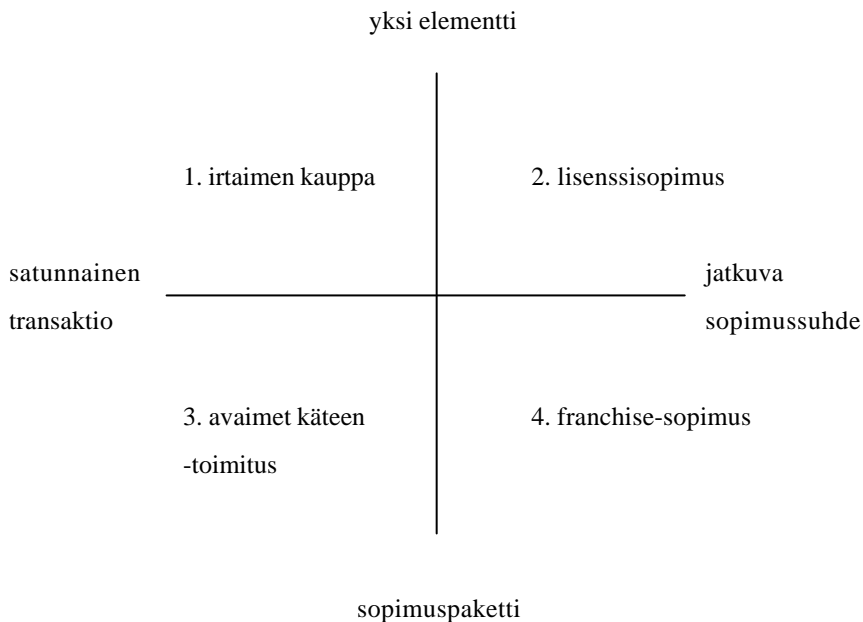 yksi elementti
1. irtaimen kauppa
2. lisenssisopimus
satunnainen
transaktio
jatkuva
sopimussuhde
3. avaimet käteen
-toimitus
4. franchise-sopimus
sopimuspaketti